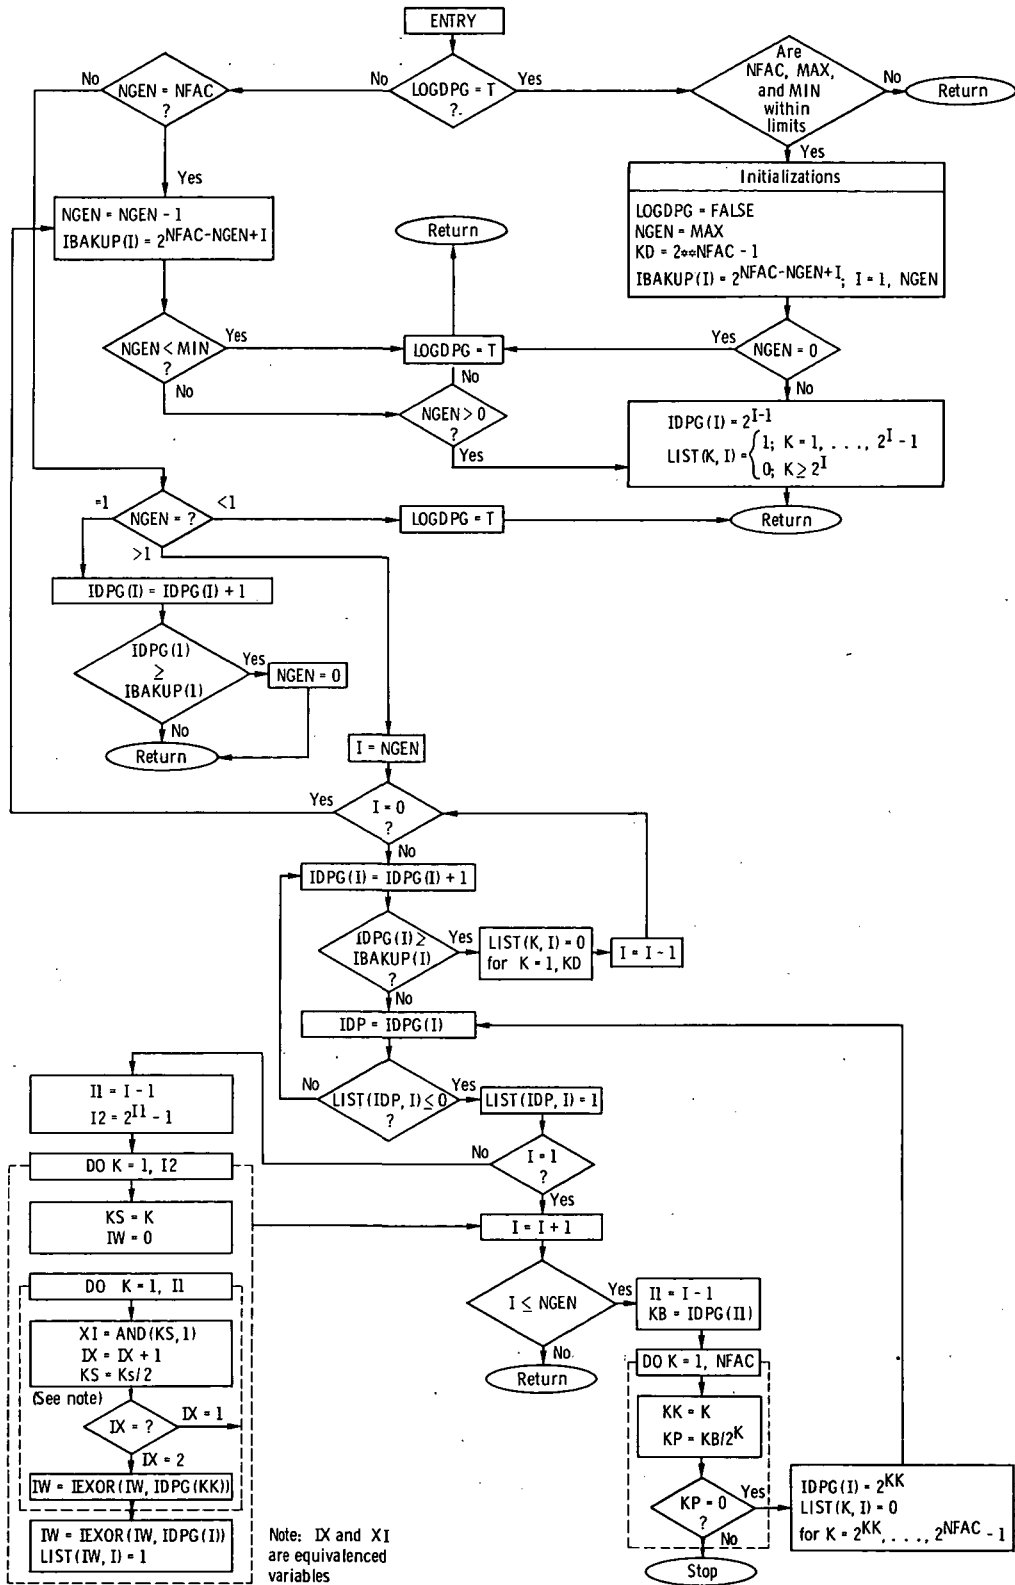 ENTRY
LOGDPG = T
?
No
Yes
NGEN = NFAC
?
No
Yes
Are
NFAC, MAX,
and MIN
within
limits
No
Return
Yes
Initializations
LOGDPG = FALSE
NGEN = MAX
KD = 2**NFAC - 1
IBAKUP(I) = 2^NFAC-NGEN+I; I = 1, NGEN
NGEN = NGEN - 1
IBAKUP(I) = 2^NFAC-NGEN+I
Return
NGEN < MIN
?
Yes
No
LOGDPG = T
Yes
NGEN = 0
No
No
NGEN > 0
?
Yes
IDPG(I) = 2^I-1
LIST(K, I) = {1; K = 1, . . ., 2^I - 1
0; K ≥ 2^I
=1
NGEN = ?
<1
>1
LOGDPG = T
Return
IDPG(I) = IDPG(I) + 1
IDPG(1)
≥
IBAKUP(1)
Yes
NGEN = 0
No
Return
I = NGEN
Yes
I = 0
?
No
IDPG(I) = IDPG(I) + 1
IDPG(I) ≥
IBAKUP(I)
?
Yes
LIST(K, I) = 0
for K = 1, KD
I = I - 1
No
IDP = IDPG(I)
No
LIST(IDP, I) ≤ 0
?
Yes
LIST(IDP, I) = 1
I1 = I - 1
I2 = 2^I1 - 1
No
I = 1
?
Yes
DO K = 1, I2
KS = K
IW = 0
I = I + 1
DO K = 1, I1
XI = AND(KS, 1)
IX = IX + 1
KS = Ks/2
(See note)
IX = ?
IX = 1
IX = 2
IW = IEXOR(IW, IDPG(KK))
IW = IEXOR(IW, IDPG(I))
LIST(IW, I) = 1
Note: IX and XI
are equivalenced
variables
I ≤ NGEN
Yes
I1 = I - 1
KB = IDPG(I1)
No
Return
DO K = 1, NFAC
KK = K
KP = KB/2^K
KP = 0
?
Yes
No
Stop
IDPG(I) = 2^KK
LIST(K, I) = 0
for K = 2^KK, . . ., 2^NFAC - 1